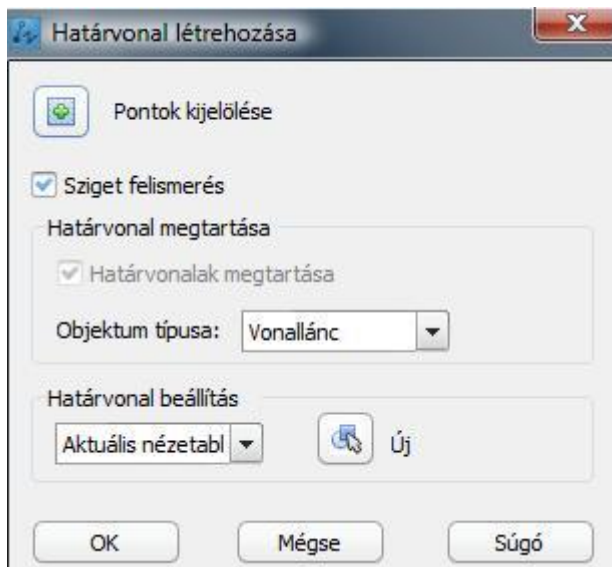 Határvonal létrehozása
Pontok kijelölése
Sziget felismerés
Határvonal megtartása
Határvonalak megtartása
Objektum típusa: Vonallánc
Határvonal beállítás
Aktuális nézetabl Új
OK Mégse Súgó